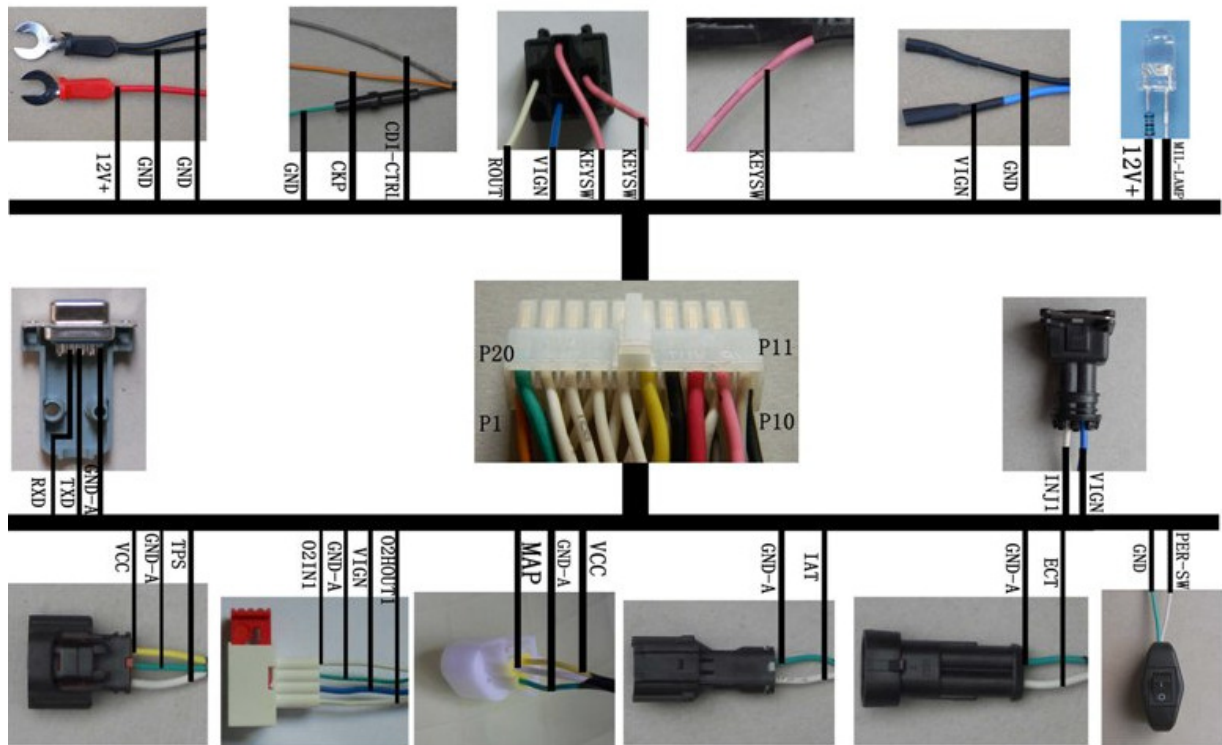 12V+
GND
GND
GND
CKP
CDI-CTRL
ROUT
VIGN
KEYSW
KEYSW
KEYSW
VIGN
GND
12V+
MIL-LAMP
P20
P11
P1
P10
RXD
TXD
GND-A
INJ1
VIGN
VCC
GND-A
TPS
O2IN1
GND-A
VIGN
O2HOUT1
MAP
GND-A
VCC
GND-A
IAT
GND-A
ECT
GND
PER-SW